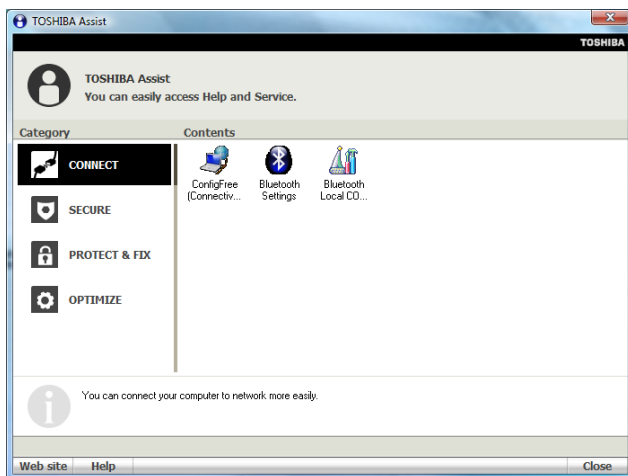 TOSHIBA Assist
TOSHIBA
TOSHIBA Assist
You can easily access Help and Service.
Category
Contents
CONNECT
SECURE
PROTECT & FIX
OPTIMIZE
ConfigFree
(Connectiv...
Bluetooth
Settings
Bluetooth
Local CO...
You can connect your computer to network more easily.
Web site
Help
Close